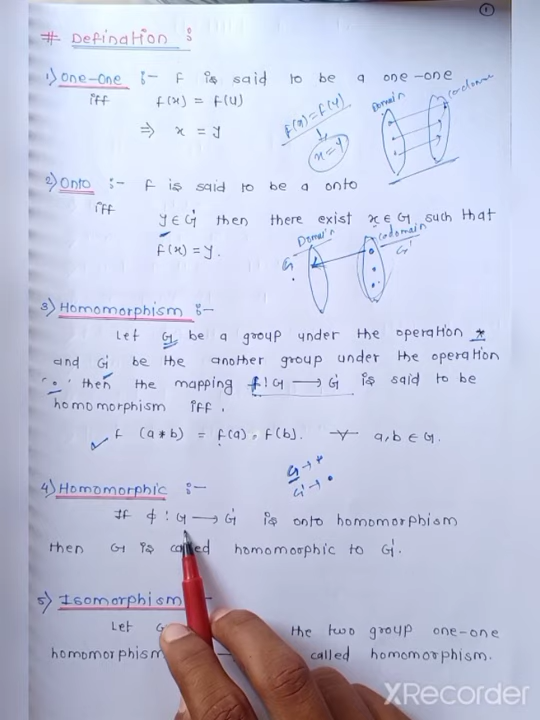 1
# Defination :
1) One-One :- f is said to be a one-one
iff f(x) = f(y)
⇒ x = y
f(x) = f(y)
x = y
Domain
codomain
2) Onto :- f is said to be a onto
iff y ∈ G' then there exist x ∈ G such that
f(x) = y.
Domain
codomain
G
G'
3) Homomorphism :-
Let G be a group under the operation *
and G' be the another group under the operation
'•' then the mapping f : G → G' is said to be
homomorphism iff.
f (a*b) = f(a) . f(b). ∀ a,b ∈ G.
G → *
G' → •
4) Homomorphic :-
If φ : G → G' is onto homomorphism
then G is called homomorphic to G'.
5) Isomorphism :-
Let G the two group one-one
homomorphism called homomorphism.
XRecorder